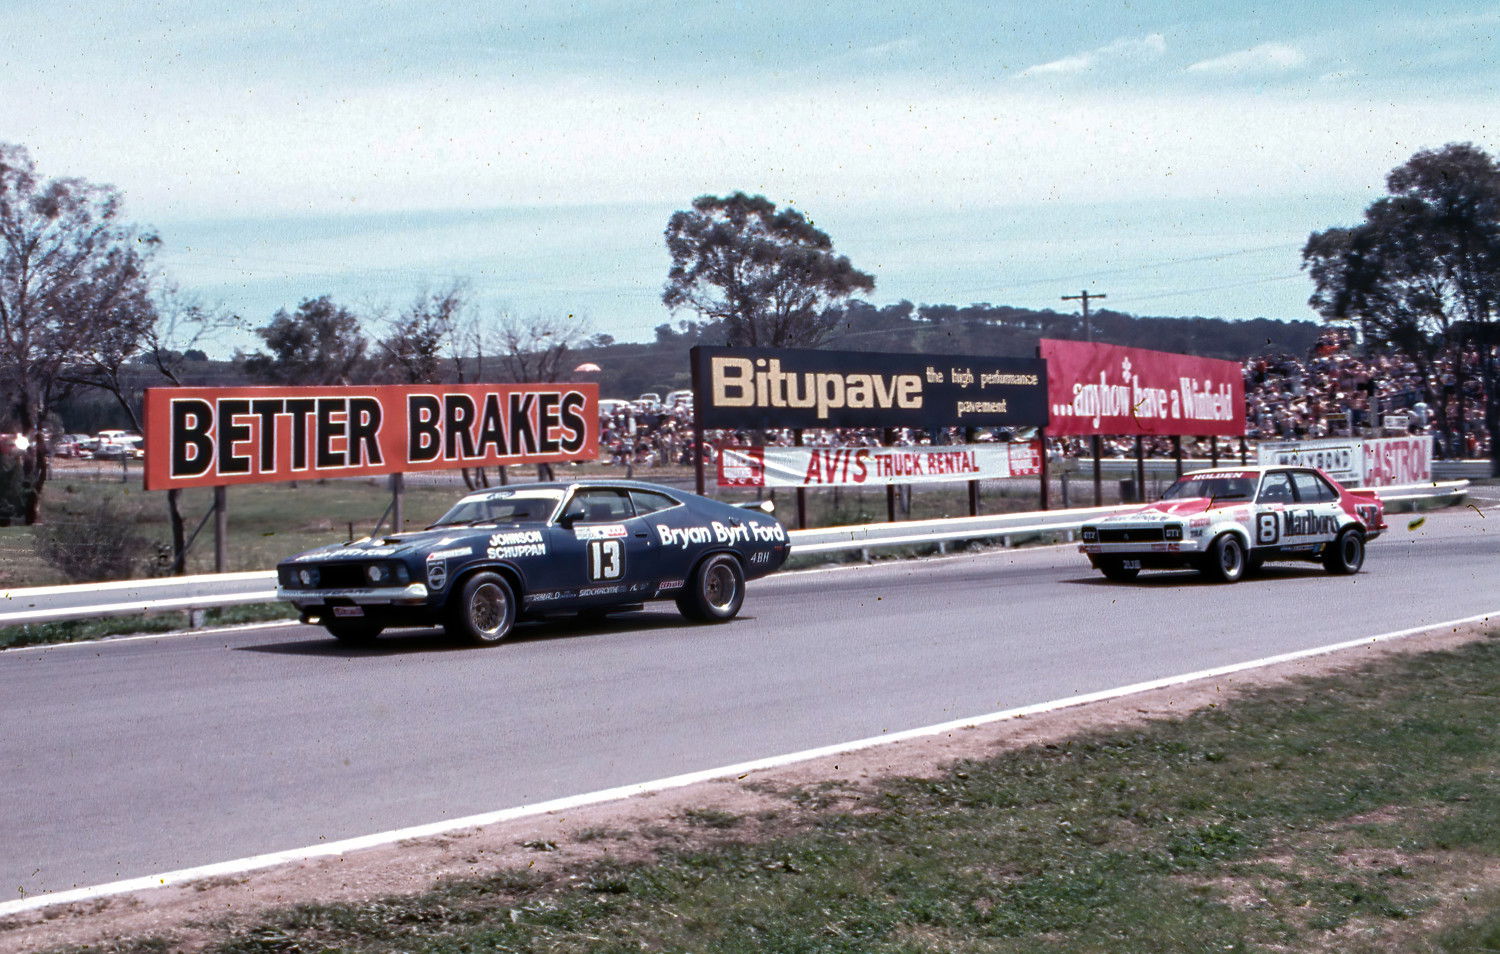 BETTER BRAKES
Bitupave the high performance
pavement
...anyhow* have a Winfield
AVIS TRUCK RENTAL
CASTROL
JOHNSON
SCHUPPAN
13
Bryan Byrt Ford
4BH
HOLDEN
8
Marlboro